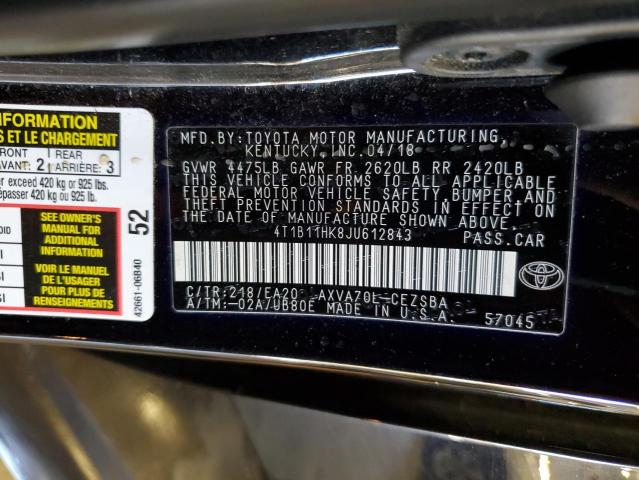 INFORMATION
S ET LE CHARGEMENT
FRONT
AVANT: 2
REAR
ARRIÈRE: 3
er exceed 420 kg or 925 lbs.
épasser 420 kg ou 925 lb.
SEE OWNER'S
MANUAL FOR
ADDITIONAL
INFORMATION
VOIR LE MANUEL
DE
L'USAGER POUR
PLUS DE
RENSEIGNEMENTS
52
42661-06B40
MFD.BY:TOYOTA MOTOR MANUFACTURING,
KENTUCKY, INC. 04/18
GVWR 4475LB GAWR FR 2620LB RR 2420LB
THIS VEHICLE CONFORMS TO ALL APPLICABLE
FEDERAL MOTOR VEHICLE SAFETY, BUMPER, AND
THEFT PREVENTION STANDARDS IN EFFECT ON
THE DATE OF MANUFACTURE SHOWN ABOVE.
4T1B11HK8JU612843
PASS.CAR
C/TR:218/EA20 AXVA70L-CEZSBA
A/TM:-02A/UB80E MADE IN U.S.A.
57045
TOYOTA